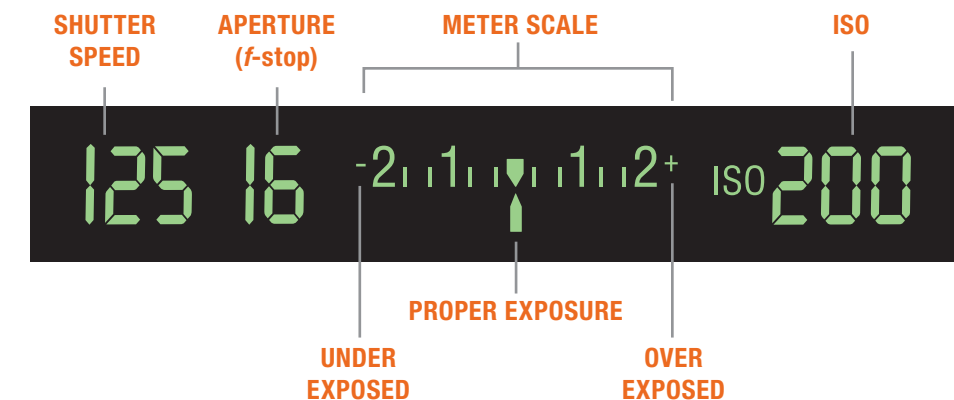 SHUTTER
SPEED
APERTURE
(f-stop)
METER SCALE
ISO
125 16 -2 1 1 2+ ISO 200
PROPER EXPOSURE
UNDER
EXPOSED
OVER
EXPOSED